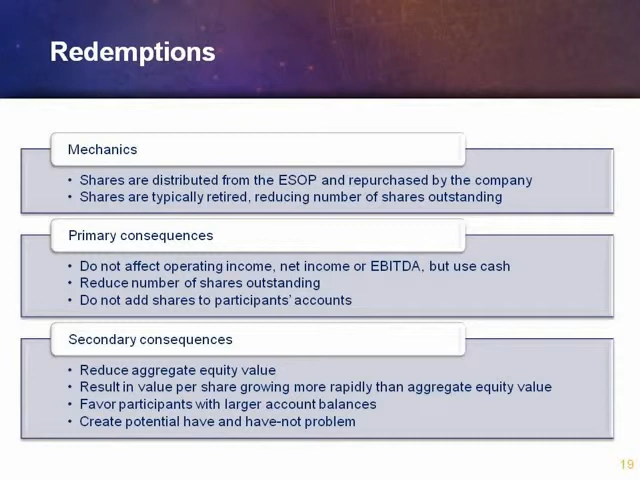 Redemptions
Mechanics
• Shares are distributed from the ESOP and repurchased by the company
• Shares are typically retired, reducing number of shares outstanding
Primary consequences
• Do not affect operating income, net income or EBITDA, but use cash
• Reduce number of shares outstanding
• Do not add shares to participants' accounts
Secondary consequences
• Reduce aggregate equity value
• Result in value per share growing more rapidly than aggregate equity value
• Favor participants with larger account balances
• Create potential have and have-not problem
19